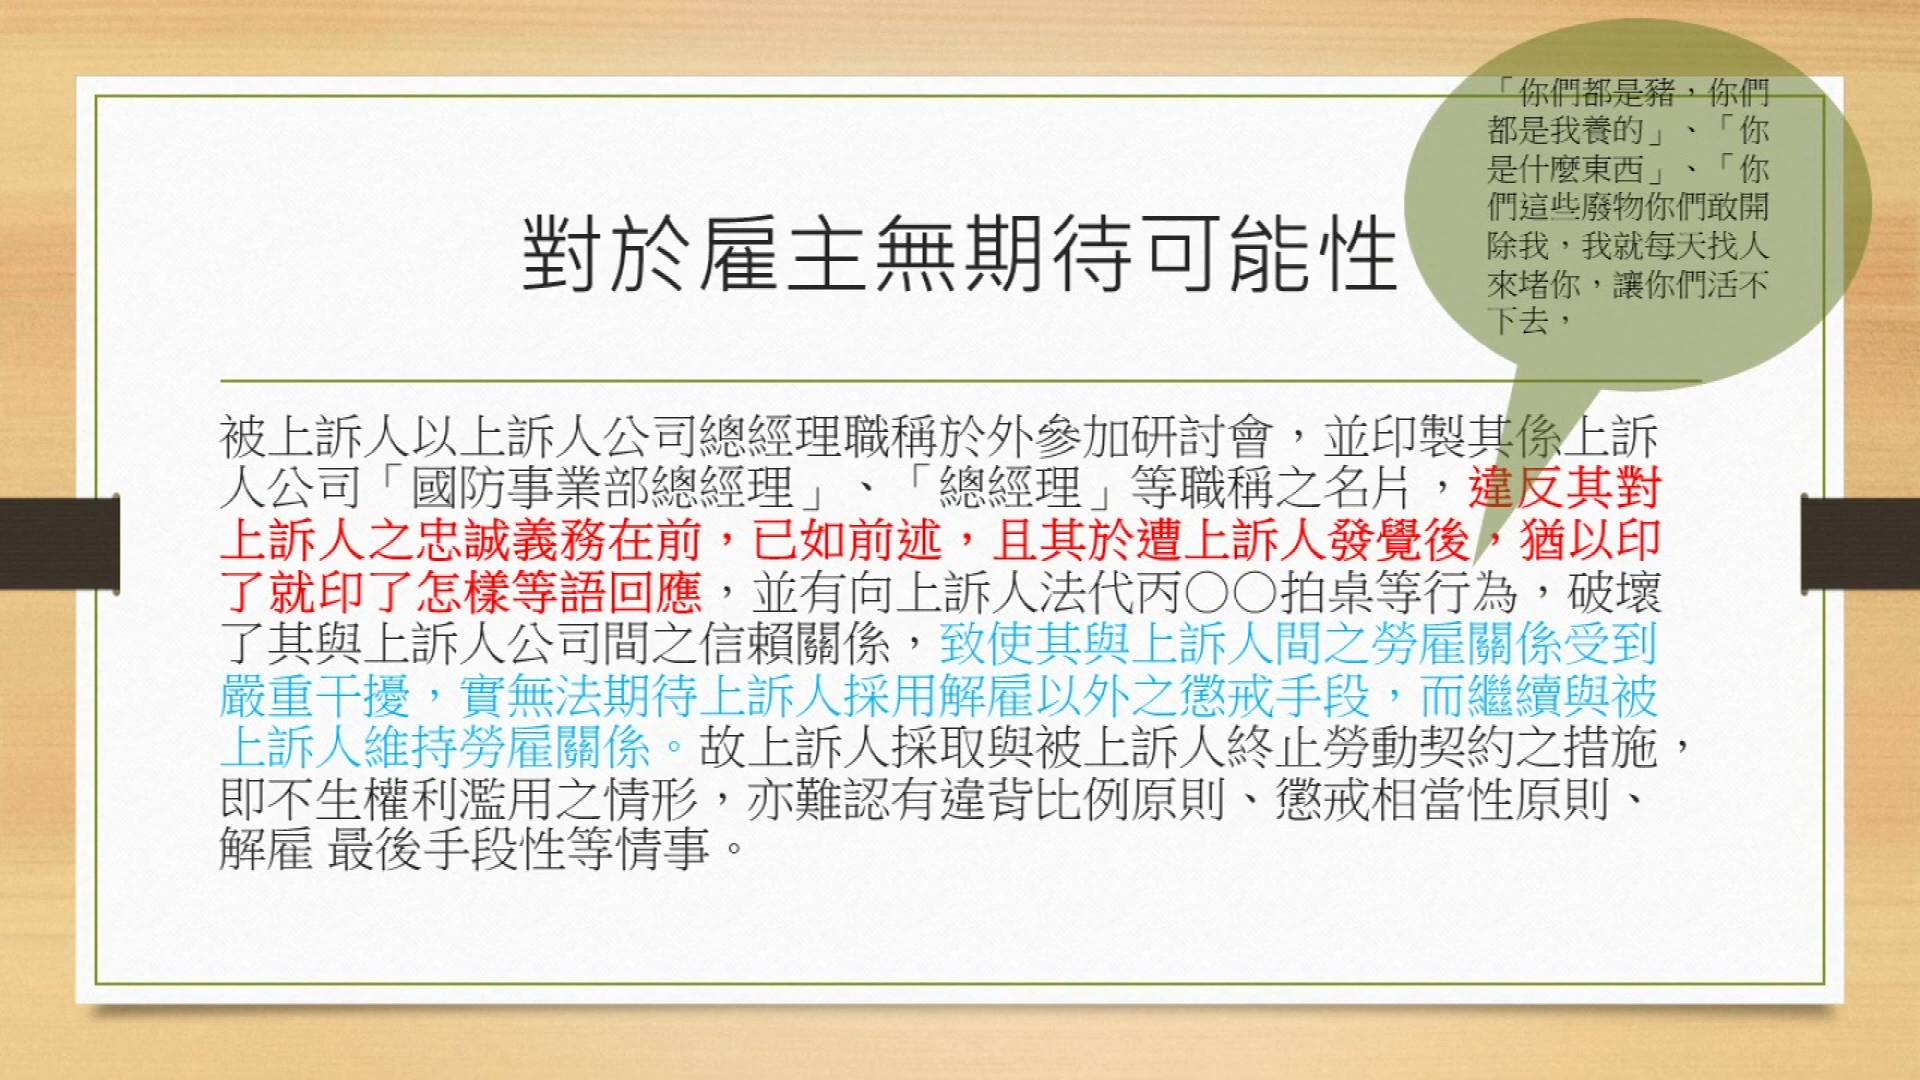 「你們都是豬，你們
都是我養的」、「你
是什麼東西」、「你
們這些廢物你們敢開
除我，我就每天找人
來堵你，讓你們活不
下去，
對於雇主無期待可能性
被上訴人以上訴人公司總經理職稱於外參加研討會，並印製其係上訴
人公司「國防事業部總經理」、「總經理」等職稱之名片，違反其對
上訴人之忠誠義務在前，已如前述，且其於遭上訴人發覺後，猶以印
了就印了怎樣等語回應，並有向上訴人法代丙○○拍桌等行為，破壞
了其與上訴人公司間之信賴關係，致使其與上訴人間之勞雇關係受到
嚴重干擾，實無法期待上訴人採用解雇以外之懲戒手段，而繼續與被
上訴人維持勞雇關係。故上訴人採取與被上訴人終止勞動契約之措施，
即不生權利濫用之情形，亦難認有違背比例原則、懲戒相當性原則、
解雇 最後手段性等情事。